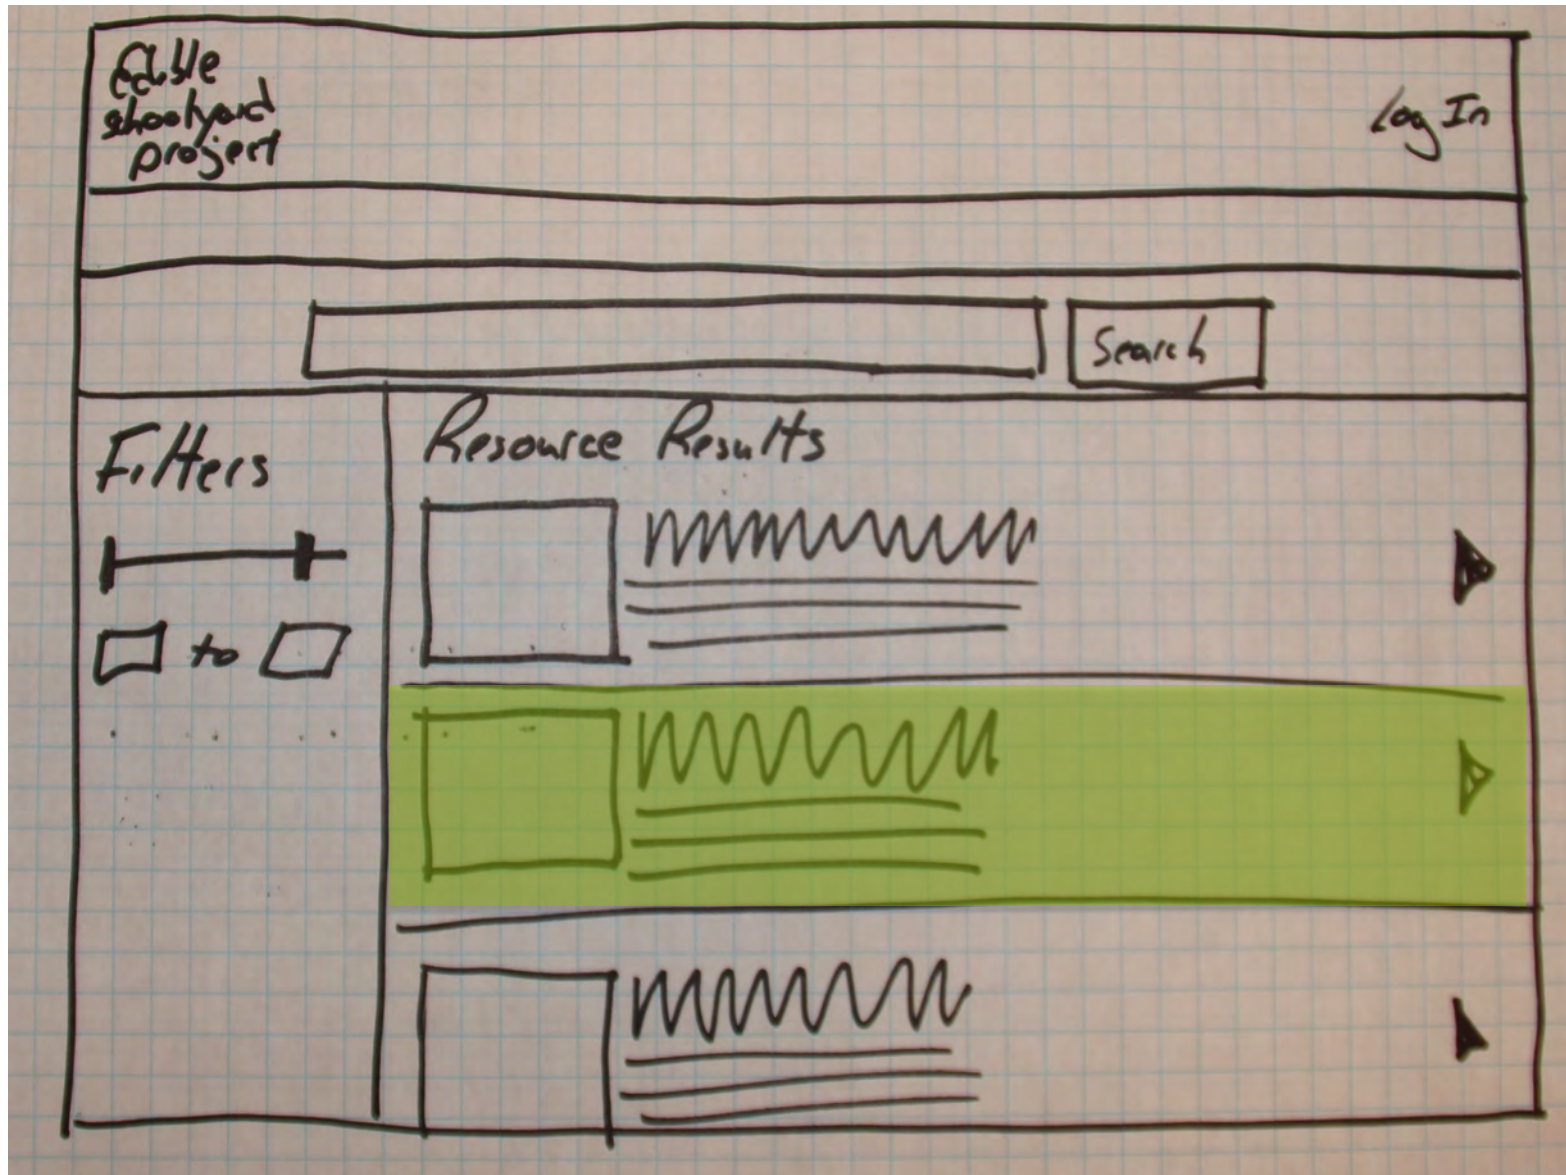 Edible
schoolyard
project
Log In
Search
Filters
to
Resource Results